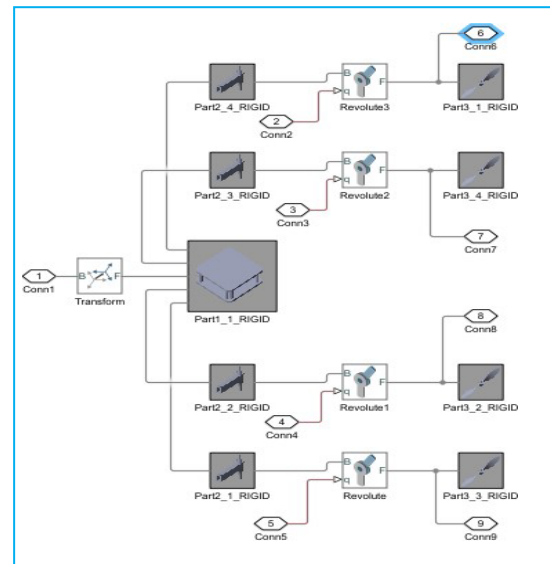 6
Conn6
B
q
F
Part2_4_RIGID
Revolute3
Part3_1_RIGID
2
Conn2
B
q
F
Part2_3_RIGID
Revolute2
Part3_4_RIGID
3
Conn3
7
Conn7
1
Conn1
B
F
Transform
Part1_1_RIGID
8
Conn8
B
q
F
Part2_2_RIGID
Revolute1
Part3_2_RIGID
4
Conn4
B
q
F
Part2_1_RIGID
Revolute
Part3_3_RIGID
5
Conn5
9
Conn9